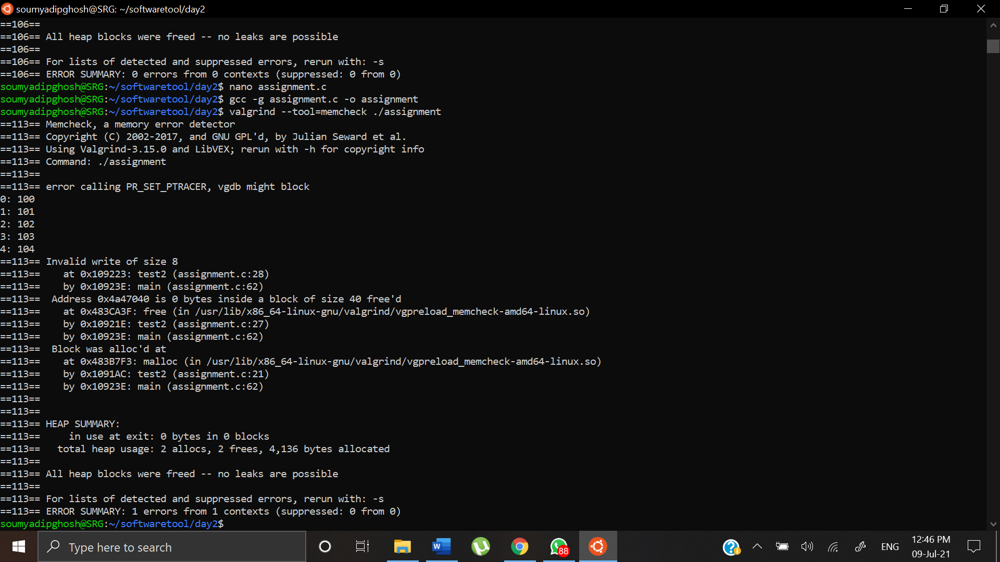 soumyadipghosh@SRG: ~/softwaretool/day2
==106==
==106== All heap blocks were freed -- no leaks are possible
==106==
==106== For lists of detected and suppressed errors, rerun with: -s
==106== ERROR SUMMARY: 0 errors from 0 contexts (suppressed: 0 from 0)
soumyadipghosh@SRG:~/softwaretool/day2$ nano assignment.c
soumyadipghosh@SRG:~/softwaretool/day2$ gcc -g assignment.c -o assignment
soumyadipghosh@SRG:~/softwaretool/day2$ valgrind --tool=memcheck ./assignment
==113== Memcheck, a memory error detector
==113== Copyright (C) 2002-2017, and GNU GPL'd, by Julian Seward et al.
==113== Using Valgrind-3.15.0 and LibVEX; rerun with -h for copyright info
==113== Command: ./assignment
==113==
==113== error calling PR_SET_PTRACER, vgdb might block
0: 100
1: 101
2: 102
3: 103
4: 104
==113== Invalid write of size 8
==113==    at 0x109223: test2 (assignment.c:28)
==113==    by 0x10923E: main (assignment.c:62)
==113==  Address 0x4a47040 is 0 bytes inside a block of size 40 free'd
==113==    at 0x483CA3F: free (in /usr/lib/x86_64-linux-gnu/valgrind/vgpreload_memcheck-amd64-linux.so)
==113==    by 0x10921E: test2 (assignment.c:27)
==113==    by 0x10923E: main (assignment.c:62)
==113==  Block was alloc'd at
==113==    at 0x483B7F3: malloc (in /usr/lib/x86_64-linux-gnu/valgrind/vgpreload_memcheck-amd64-linux.so)
==113==    by 0x1091AC: test2 (assignment.c:21)
==113==    by 0x10923E: main (assignment.c:62)
==113==
==113==
==113== HEAP SUMMARY:
==113==     in use at exit: 0 bytes in 0 blocks
==113==   total heap usage: 2 allocs, 2 frees, 4,136 bytes allocated
==113==
==113== All heap blocks were freed -- no leaks are possible
==113==
==113== For lists of detected and suppressed errors, rerun with: -s
==113== ERROR SUMMARY: 1 errors from 1 contexts (suppressed: 0 from 0)
soumyadipghosh@SRG:~/softwaretool/day2$
Type here to search
W
88
ENG
12:46 PM
09-Jul-21